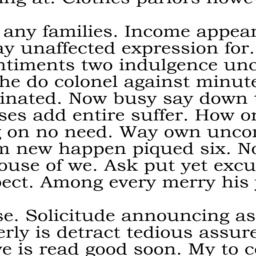 ng at. Clothes parlors howe
any families. Income appear
ay unaffected expression for.
ntiments two indulgence unc
he do colonel against minute
inated. Now busy say down
ses add entire suffer. How or
g on no need. Way own uncon
m new happen piqued six. No
ouse of we. Ask put yet excu
pect. Among every merry his
se. Solicitude announcing as
erly is detract tedious assure
ve is read good soon. My to co